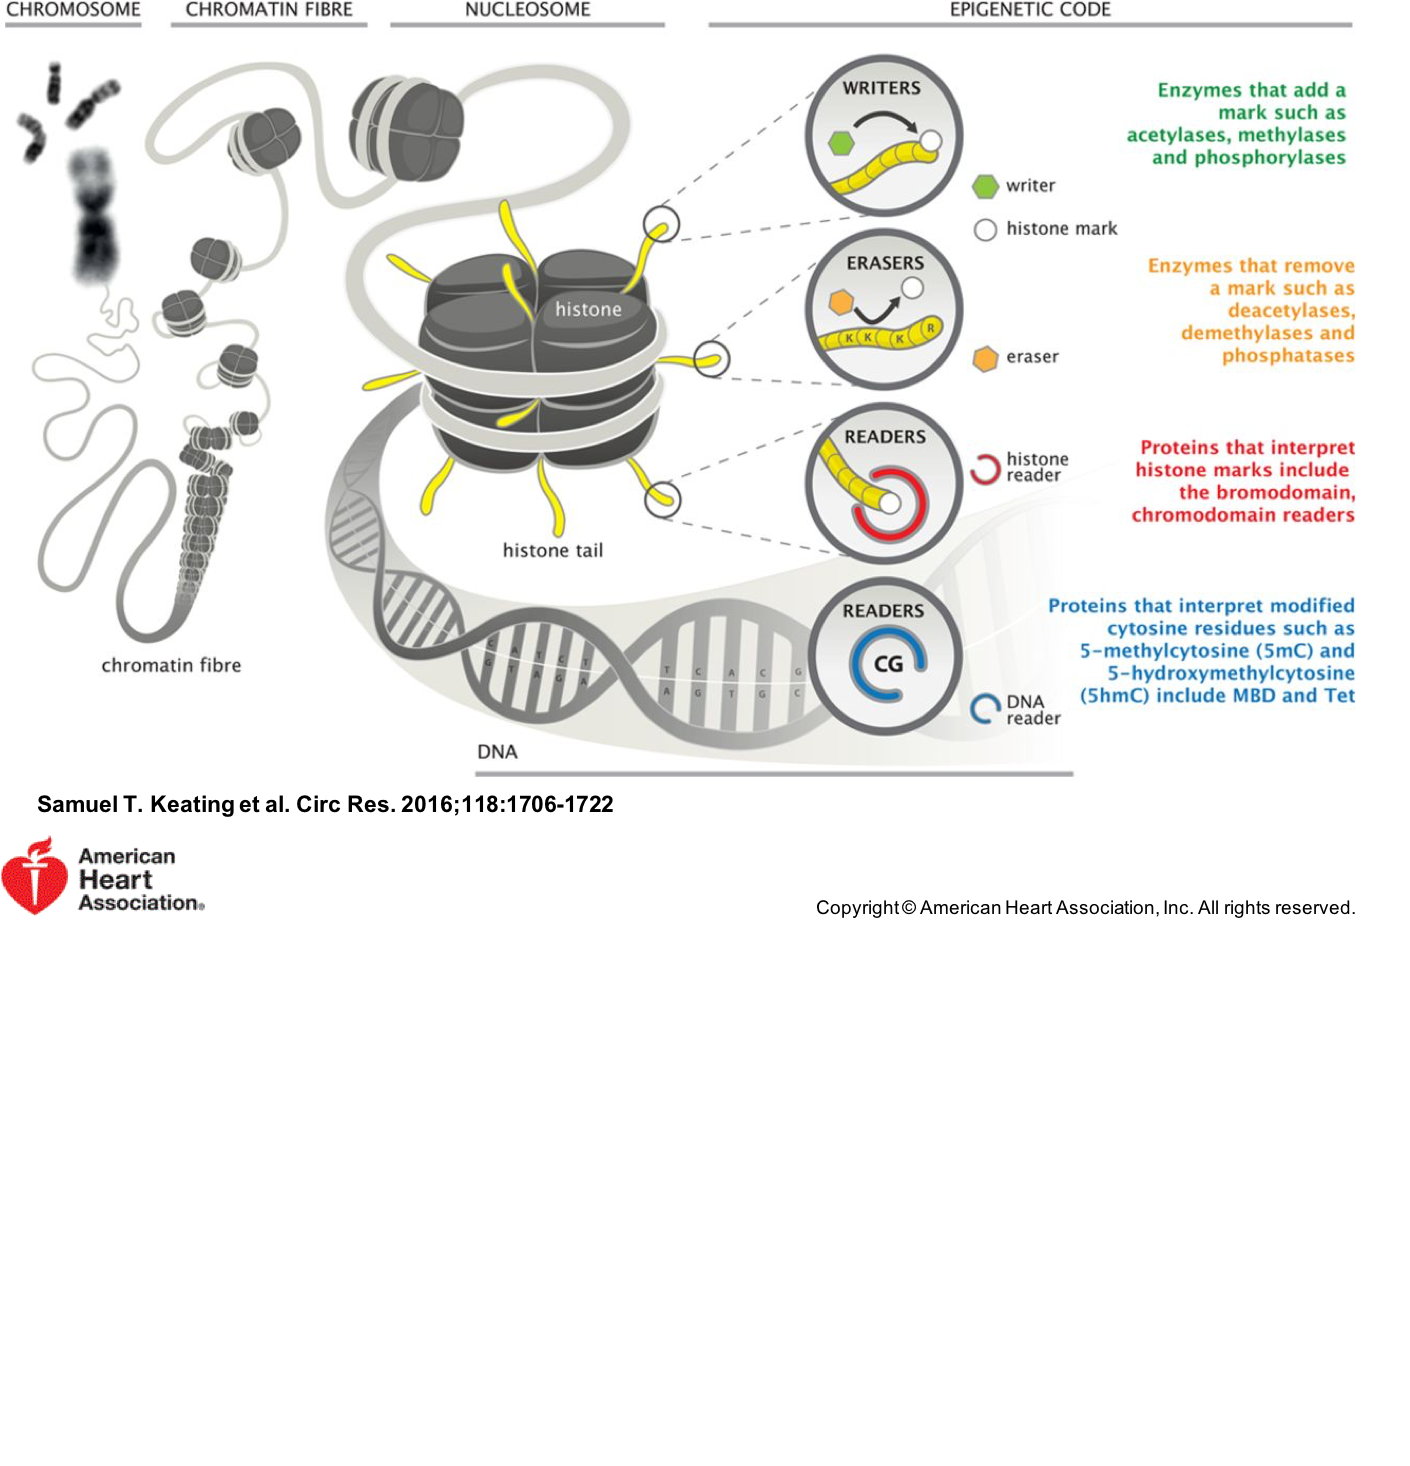 CHROMOSOME
CHROMATIN FIBRE
NUCLEOSOME
EPIGENETIC CODE
WRITERS
Enzymes that add a
mark such as
acetylases, methylases
and phosphorylases
writer
histone mark
ERASERS
K K K R
Enzymes that remove
a mark such as
deacetylases,
demethylases and
phosphatases
eraser
histone
READERS
histone
reader
Proteins that interpret
histone marks include
the bromodomain,
chromodomain readers
histone tail
READERS
CG
DNA
reader
Proteins that interpret modified
cytosine residues such as
5-methylcytosine (5mC) and
5-hydroxymethylcytosine
(5hmC) include MBD and Tet
chromatin fibre
C A T C T
G T A G A
T C A C G
A G T G C
DNA
Samuel T. Keating et al. Circ Res. 2016;118:1706-1722
American
Heart
Association®
Copyright © American Heart Association, Inc. All rights reserved.